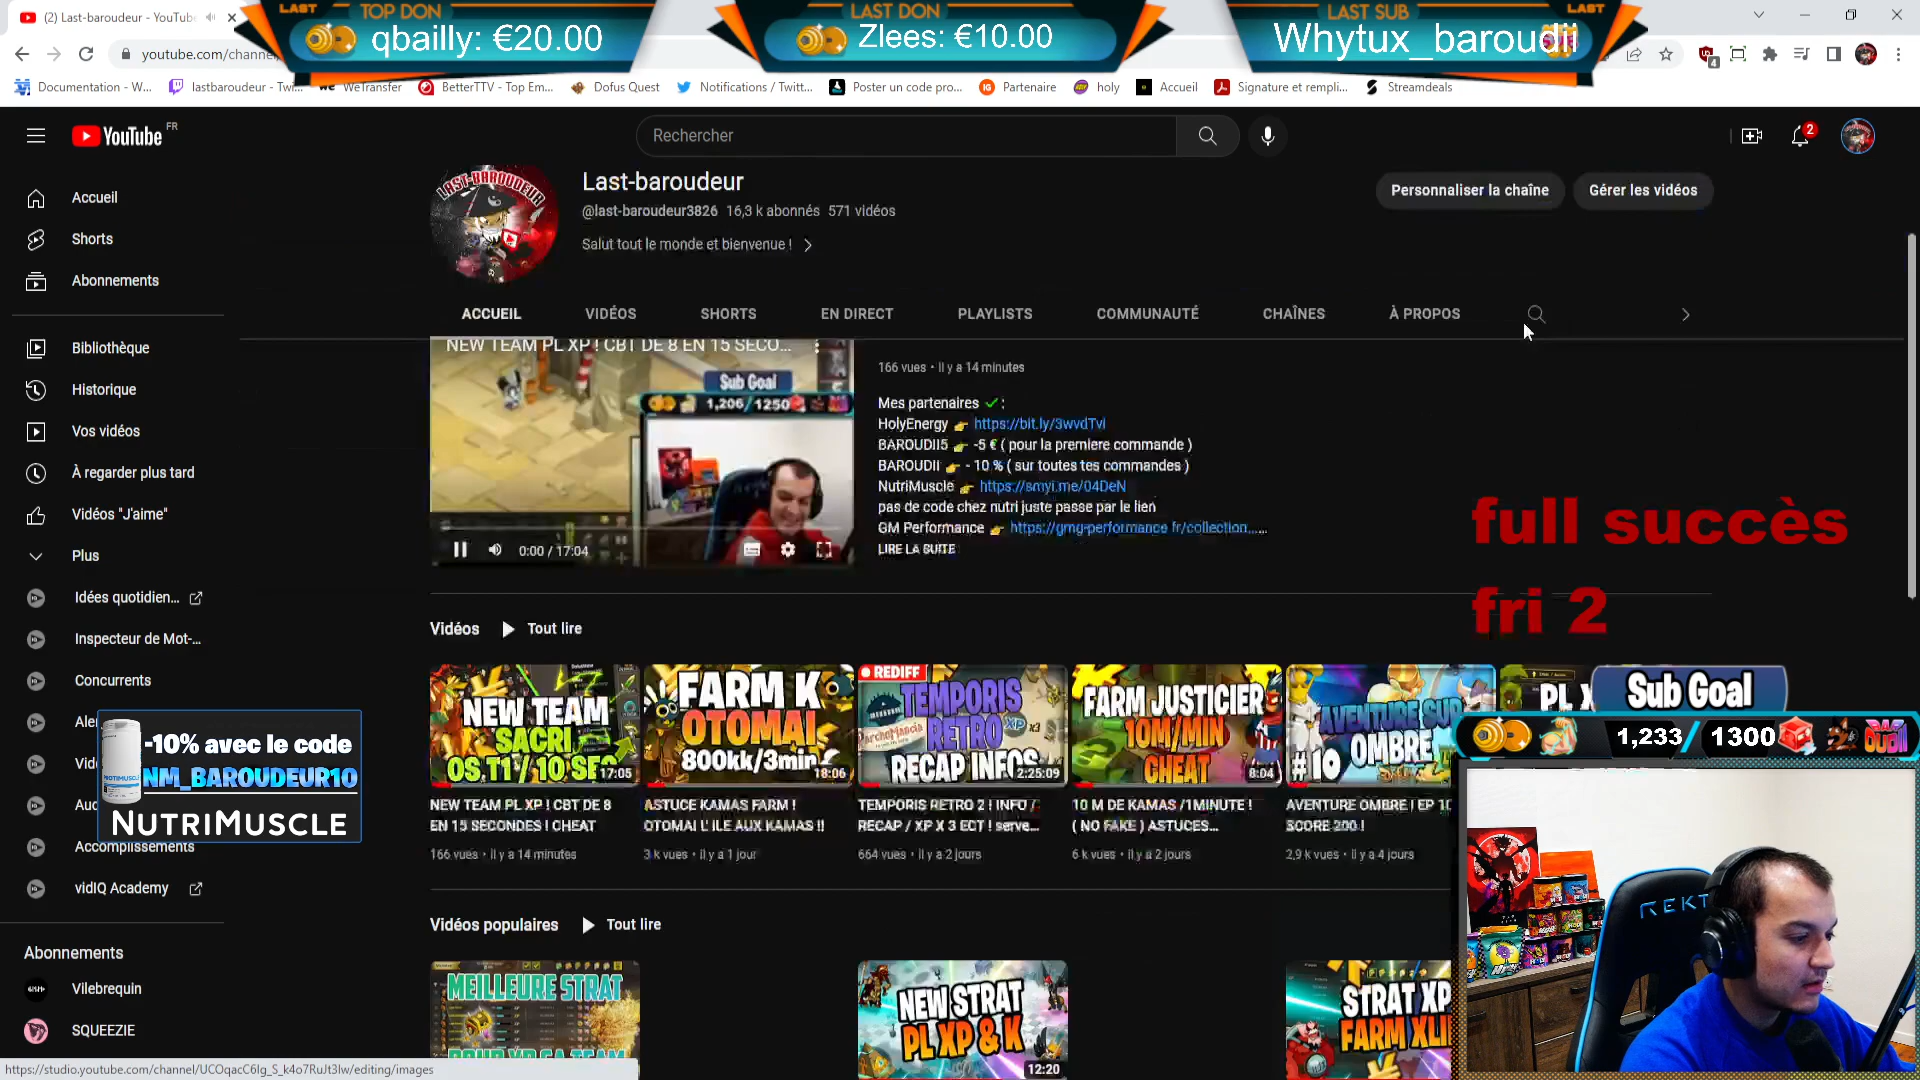 (2) Last-baroudeur - YouTube
LAST
TOP DON
qbailly: €20.00
LAST DON
Zlees: €10.00
LAST SUB
LAST
Whytux_baroudii
youtube.com/channel
4
Documentation - W...
lastbaroudeur - Twi...
WeTransfer
BetterTTV - Top Em...
Dofus Quest
Notifications / Twitt...
Poster un code pro...
Partenaire
holy
Accueil
Signature et rempli...
Streamdeals
YouTube FR
Rechercher
2
Accueil
Shorts
Abonnements
Bibliothèque
Historique
Vos vidéos
À regarder plus tard
Vidéos "J'aime"
Plus
Idées quotidien...
Inspecteur de Mot-...
Concurrents
Accomplissements
vidIQ Academy
Abonnements
Vilebrequin
SQUEEZIE
-10% avec le code
NM_BAROUDEUR10
NUTRIMUSCLE
LAST-BAROUDEUR
Last-baroudeur
@last-baroudeur3826 16,3 k abonnés 571 vidéos
Salut tout le monde et bienvenue !
Personnaliser la chaîne
Gérer les vidéos
ACCUEIL
VIDÉOS
SHORTS
EN DIRECT
PLAYLISTS
COMMUNAUTÉ
CHAÎNES
À PROPOS
NEW TEAM PL XP ! CBT DE 8 EN 15 SECO...
Sub Goal
1,206/1250
0:00 / 17:04
166 vues • il y a 14 minutes
Mes partenaires ✓ :
HolyEnergy 👉 https://bit.ly/3wvdTvl
BAROUDII5 👉 -5 € ( pour la premiere commande )
BAROUDII 👉 - 10 % ( sur toutes tes commandes )
NutriMuscle 👉 https://smyi.me/04DeN
pas de code chez nutri juste passe par le lien
GM Performance 👉 https://gmg-performance fr/collection......
LIRE LA SUITE
full succès
fri 2
Vidéos
Tout lire
NEW TEAM
SACRI
OS T1 / 10 SEC
17:05
FARM K
OTOMAI
800kk/3min
18:06
REDIFF
TEMPORIS
RETRO
XP x3
RECAP INFOS
2:25:09
FARM JUSTICIER
10M/MIN
CHEAT
8:04
AVENTURE SUR
OMBRE
#10
PL X
NEW TEAM PL XP ! CBT DE 8
EN 15 SECONDES ! CHEAT
166 vues • il y a 14 minutes
ASTUCE KAMAS FARM !
OTOMAI L' ILE AUX KAMAS !!
3 k vues • il y a 1 jour
TEMPORIS RETRO 2 ! INFO /
RECAP / XP X 3 ECT ! serve...
664 vues • il y a 2 jours
10 M DE KAMAS /1MINUTE !
( NO FAKE ) ASTUCES...
6 k vues • il y a 2 jours
AVENTURE OMBRE ! EP 10
SCORE 200 !
2,9 k vues • il y a 4 jours
Sub Goal
1,233/ 1300
BAROUDII
REKT
Vidéos populaires
Tout lire
MEILLEURE STRAT
POUR XP SA TEAM
NEW STRAT
PL XP & K
12:20
STRAT XP
FARM XLI
https://studio.youtube.com/channel/UCOqacC6lg_S_k4o7RuJt3lw/editing/images